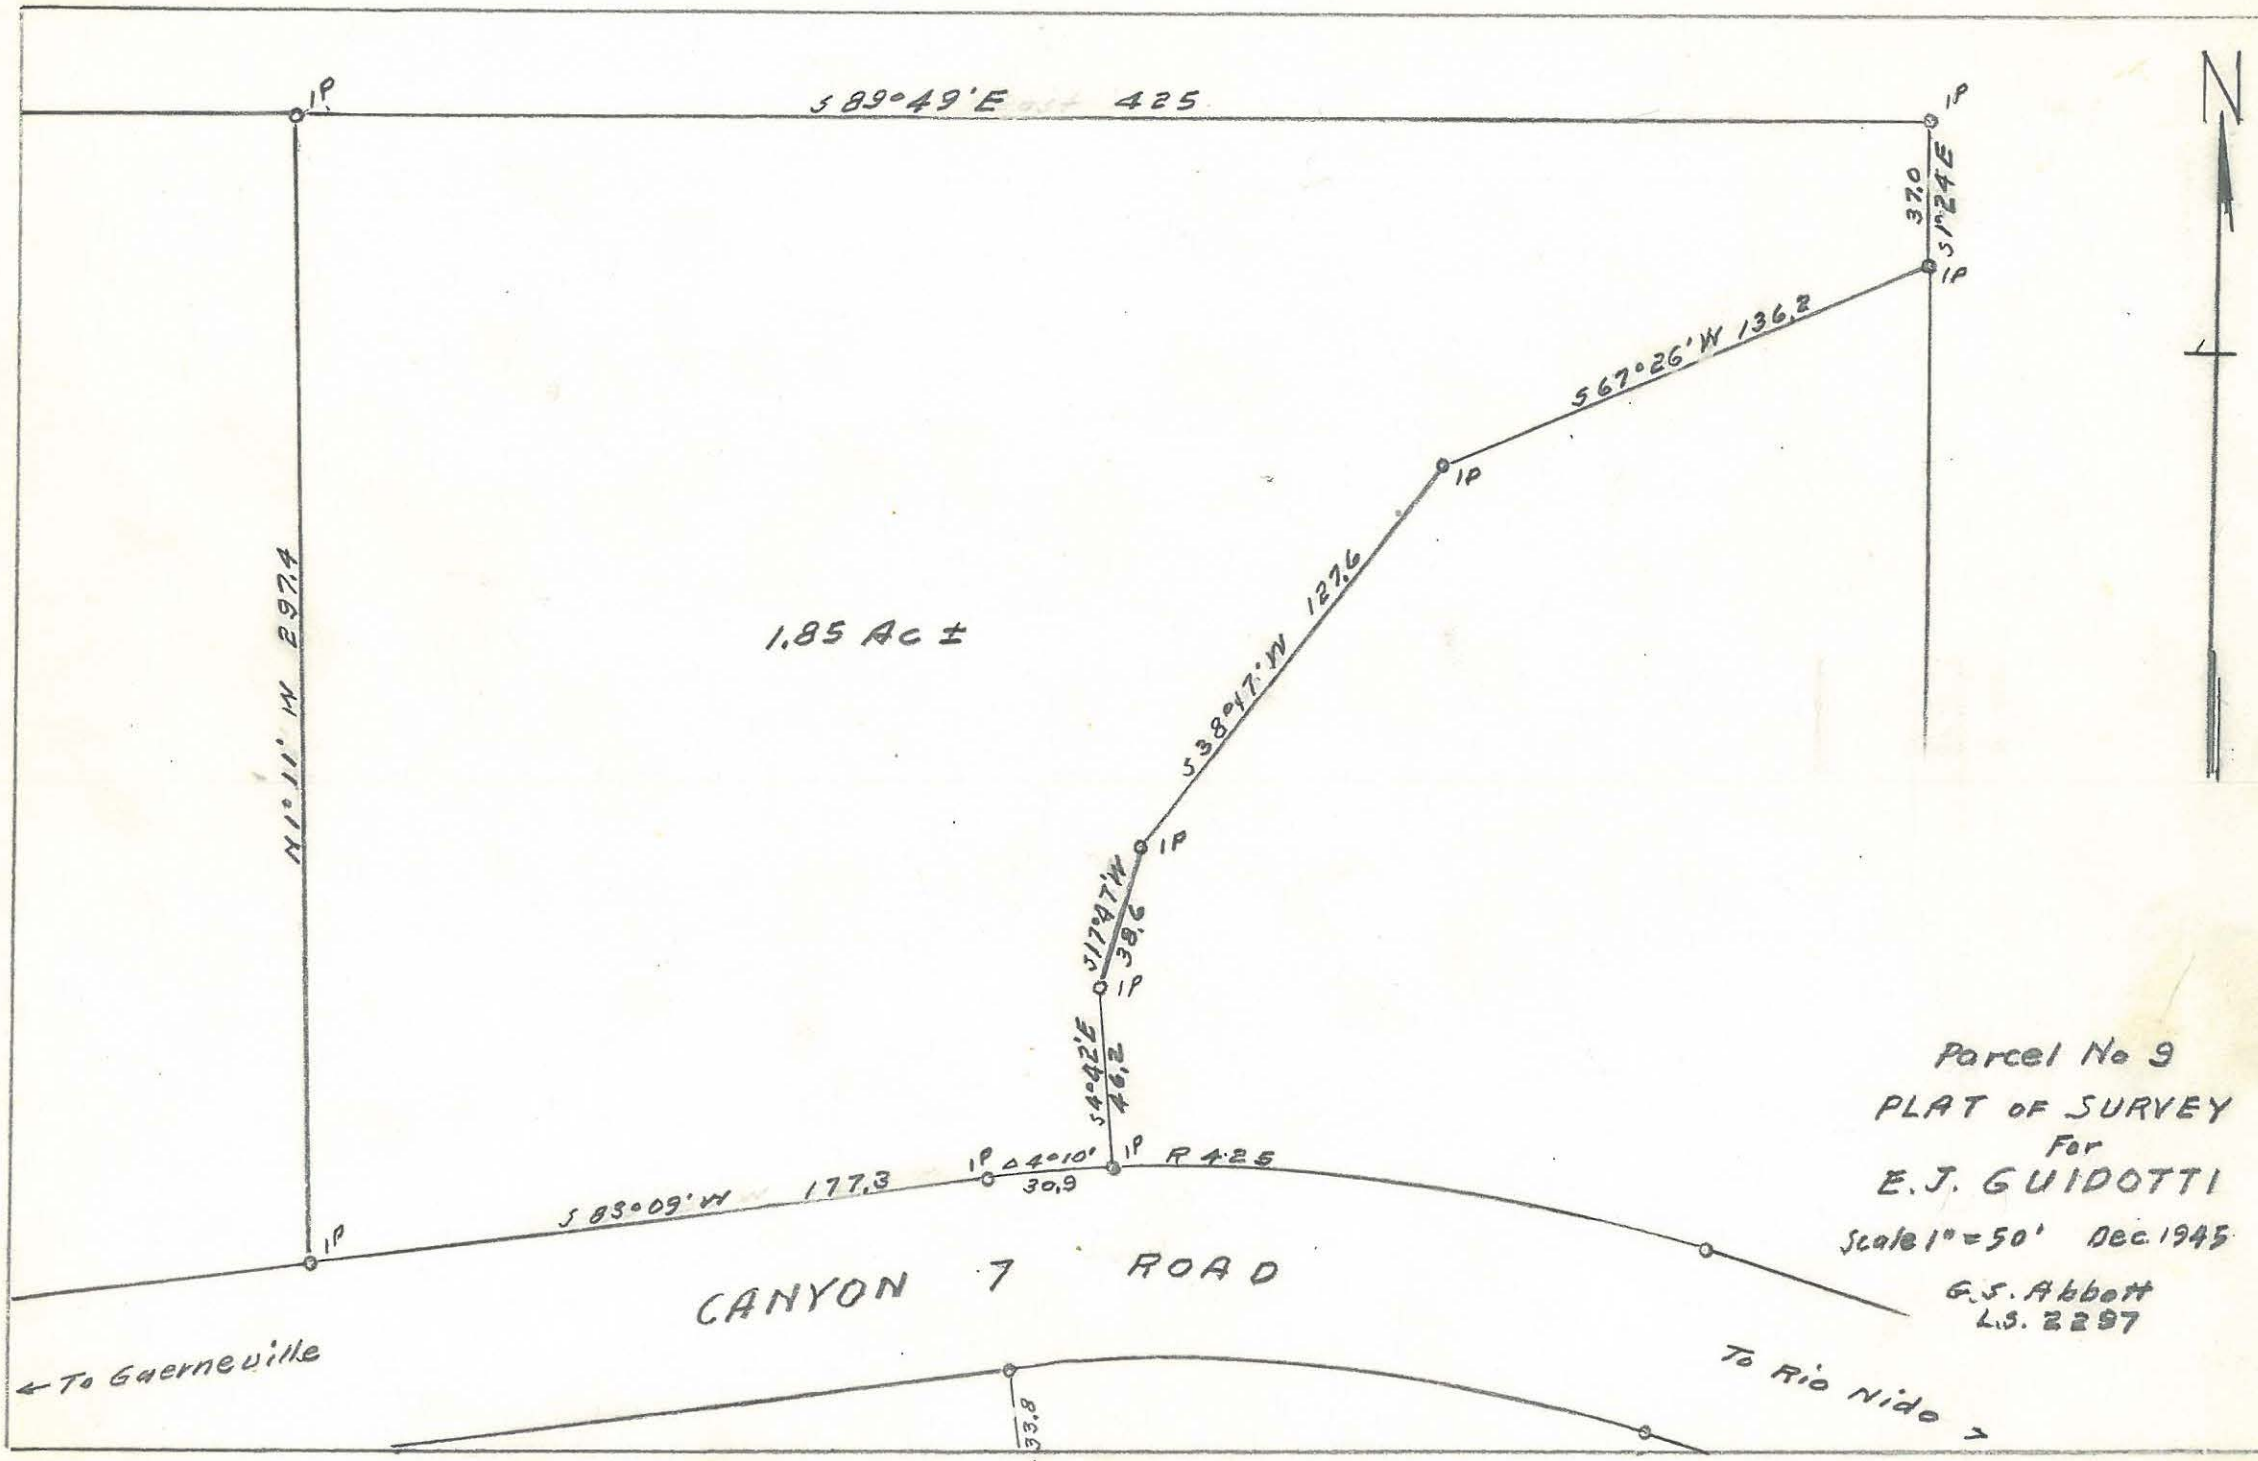 N
IP
S 89°49'E 425
IP
37.0
S 1°24'E
IP
S 67°26'W 136.2
IP
N 1°11' W 297.4
1.85 Ac ±
S 38°47'W 127.6
IP
S 17°47'W
38.6
IP
S 4°42'E
46.2
IP
S 83°09'W 177.3
IP
Δ 4°10'
30.9
IP
R 425
CANYON 7 ROAD
← To Guerneville
33.8
To Rio Nido >
Parcel No 9
PLAT OF SURVEY
For
E.J. GUIDOTTI
Scale 1" = 50' Dec. 1945
G.S. Abbott
L.S. 2297